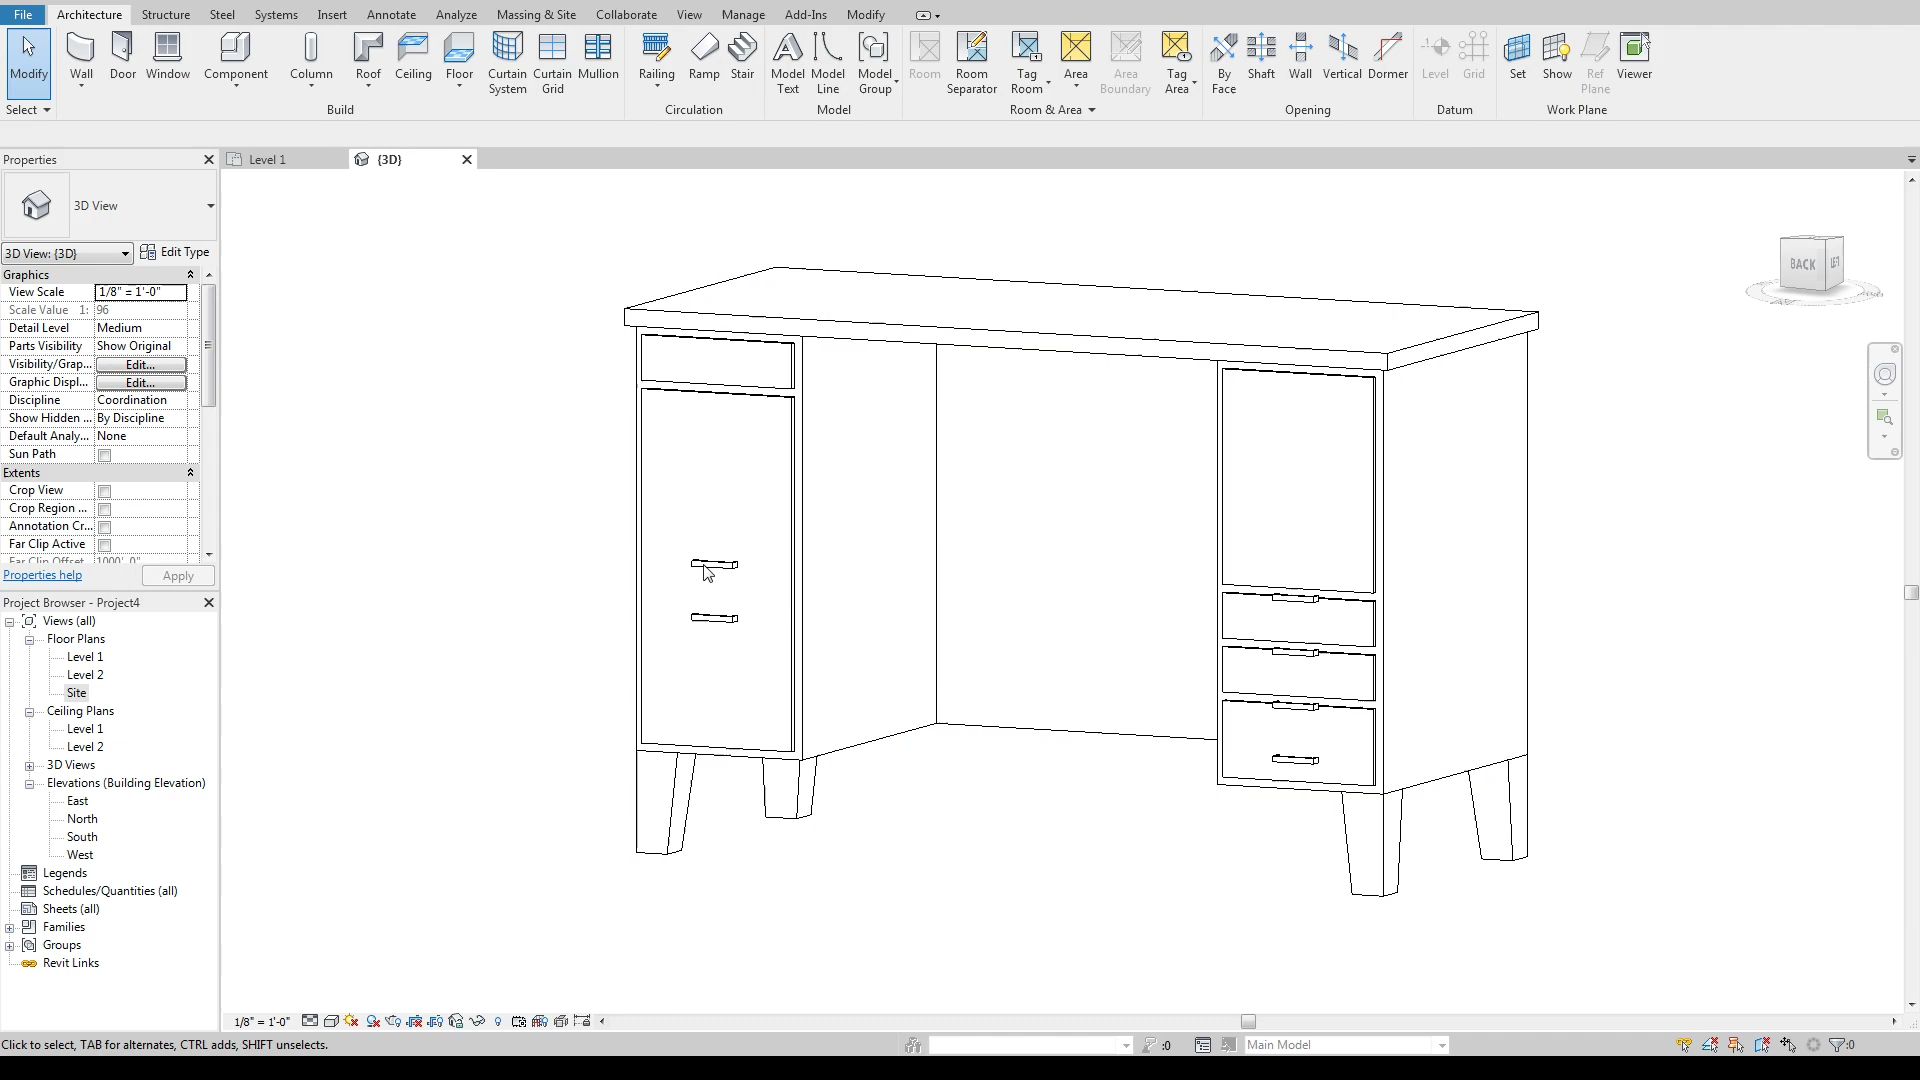 File Architecture Structure Steel Systems Insert Annotate Analyze Massing & Site Collaborate View Manage Add-Ins Modify
Modify Wall Door Window Component Column Roof Ceiling Floor Curtain System Curtain Grid Mullion Railing Ramp Stair Model Text Model Line Model Group Room Room Separator Tag Room Area Area Boundary Tag Area By Face Shaft Wall Vertical Dormer Level Grid Set Show Ref Plane Viewer
Select Build Circulation Model Room & Area Opening Datum Work Plane
Properties
Level 1 {3D}
3D View
3D View: {3D} Edit Type
Graphics
View Scale 1/8" = 1'-0"
Scale Value 1: 96
Detail Level Medium
Parts Visibility Show Original
Visibility/Grap... Edit...
Graphic Displ... Edit...
Discipline Coordination
Show Hidden ... By Discipline
Default Analy... None
Sun Path
Extents
Crop View
Crop Region ...
Annotation Cr...
Far Clip Active
Far Clip Offset 1000' 0"
Properties help Apply
BACK LEFT
Project Browser - Project4
Views (all)
Floor Plans
Level 1
Level 2
Site
Ceiling Plans
Level 1
Level 2
3D Views
Elevations (Building Elevation)
East
North
South
West
Legends
Schedules/Quantities (all)
Sheets (all)
Families
Groups
Revit Links
1/8" = 1'-0"
Click to select, TAB for alternates, CTRL adds, SHIFT unselects. :0 Main Model :0